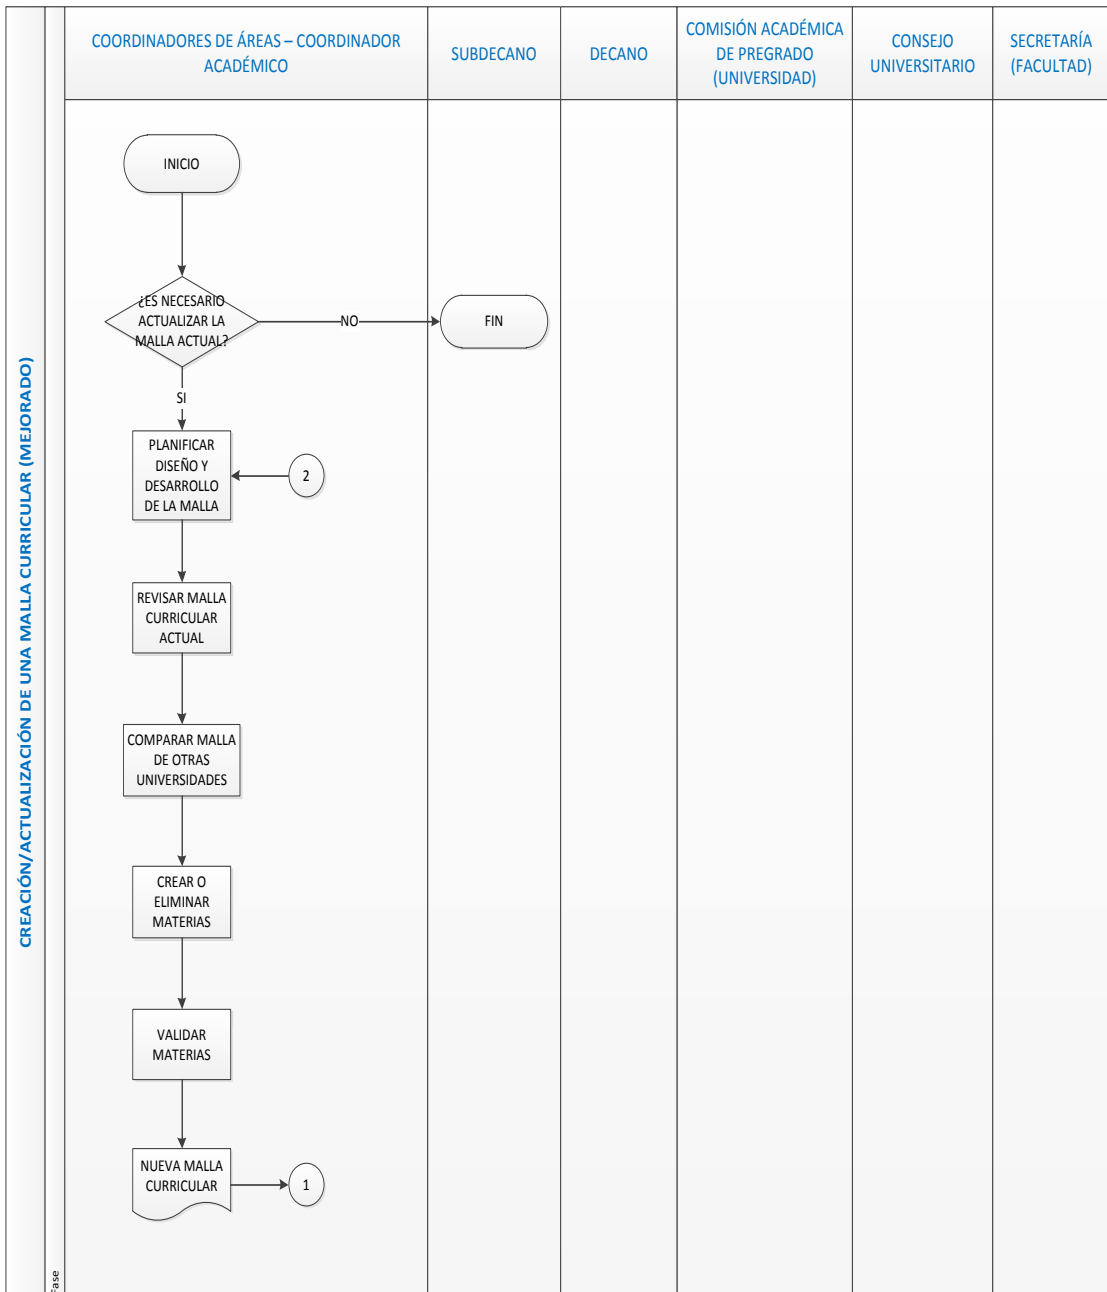 CREACIÓN/ACTUALIZACIÓN DE UNA MALLA CURRICULAR (MEJORADO)
COORDINADORES DE ÁREAS – COORDINADOR
ACADÉMICO
SUBDECANO
DECANO
COMISIÓN ACADÉMICA
DE PREGRADO
(UNIVERSIDAD)
CONSEJO
UNIVERSITARIO
SECRETARÍA
(FACULTAD)
INICIO
¿ES NECESARIO
ACTUALIZAR LA
MALLA ACTUAL?
NO
FIN
SI
PLANIFICAR
DISEÑO Y
DESARROLLO
DE LA MALLA
2
REVISAR MALLA
CURRICULAR
ACTUAL
COMPARAR MALLA
DE OTRAS
UNIVERSIDADES
CREAR O
ELIMINAR
MATERIAS
VALIDAR
MATERIAS
NUEVA MALLA
CURRICULAR
1
Fase